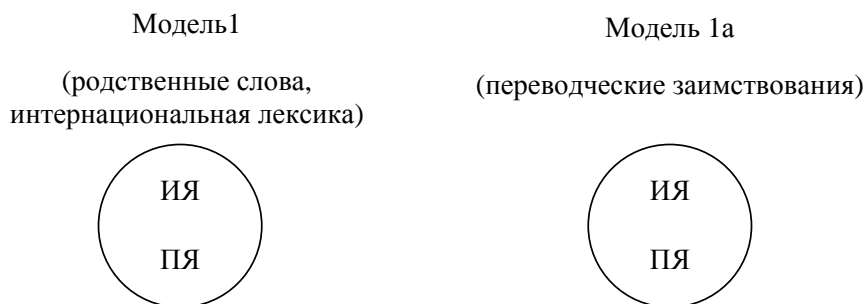 Модель1
(родственные слова,
интернациональная лексика)
ИЯ
ПЯ
Модель 1а
(переводческие заимствования)
ИЯ
ПЯ